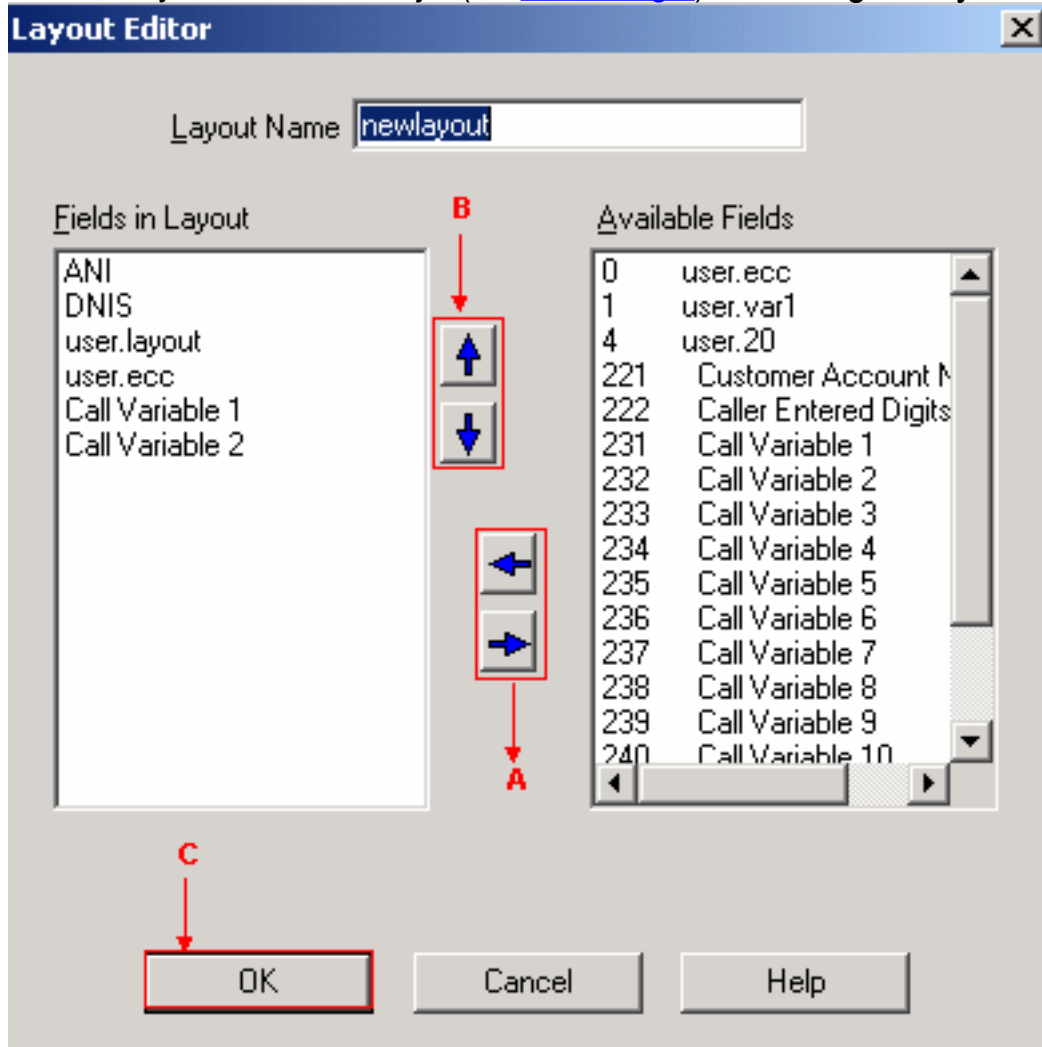 Layout Editor
Layout Name newlayout
Fields in Layout
ANI
DNIS
user.layout
user.ecc
Call Variable 1
Call Variable 2
B
A
Available Fields
0 user.ecc
1 user.var1
4 user.20
221 Customer Account
222 Caller Entered Digits
231 Call Variable 1
232 Call Variable 2
233 Call Variable 3
234 Call Variable 4
235 Call Variable 5
236 Call Variable 6
237 Call Variable 7
238 Call Variable 8
239 Call Variable 9
240 Call Variable 10
C
OK Cancel Help